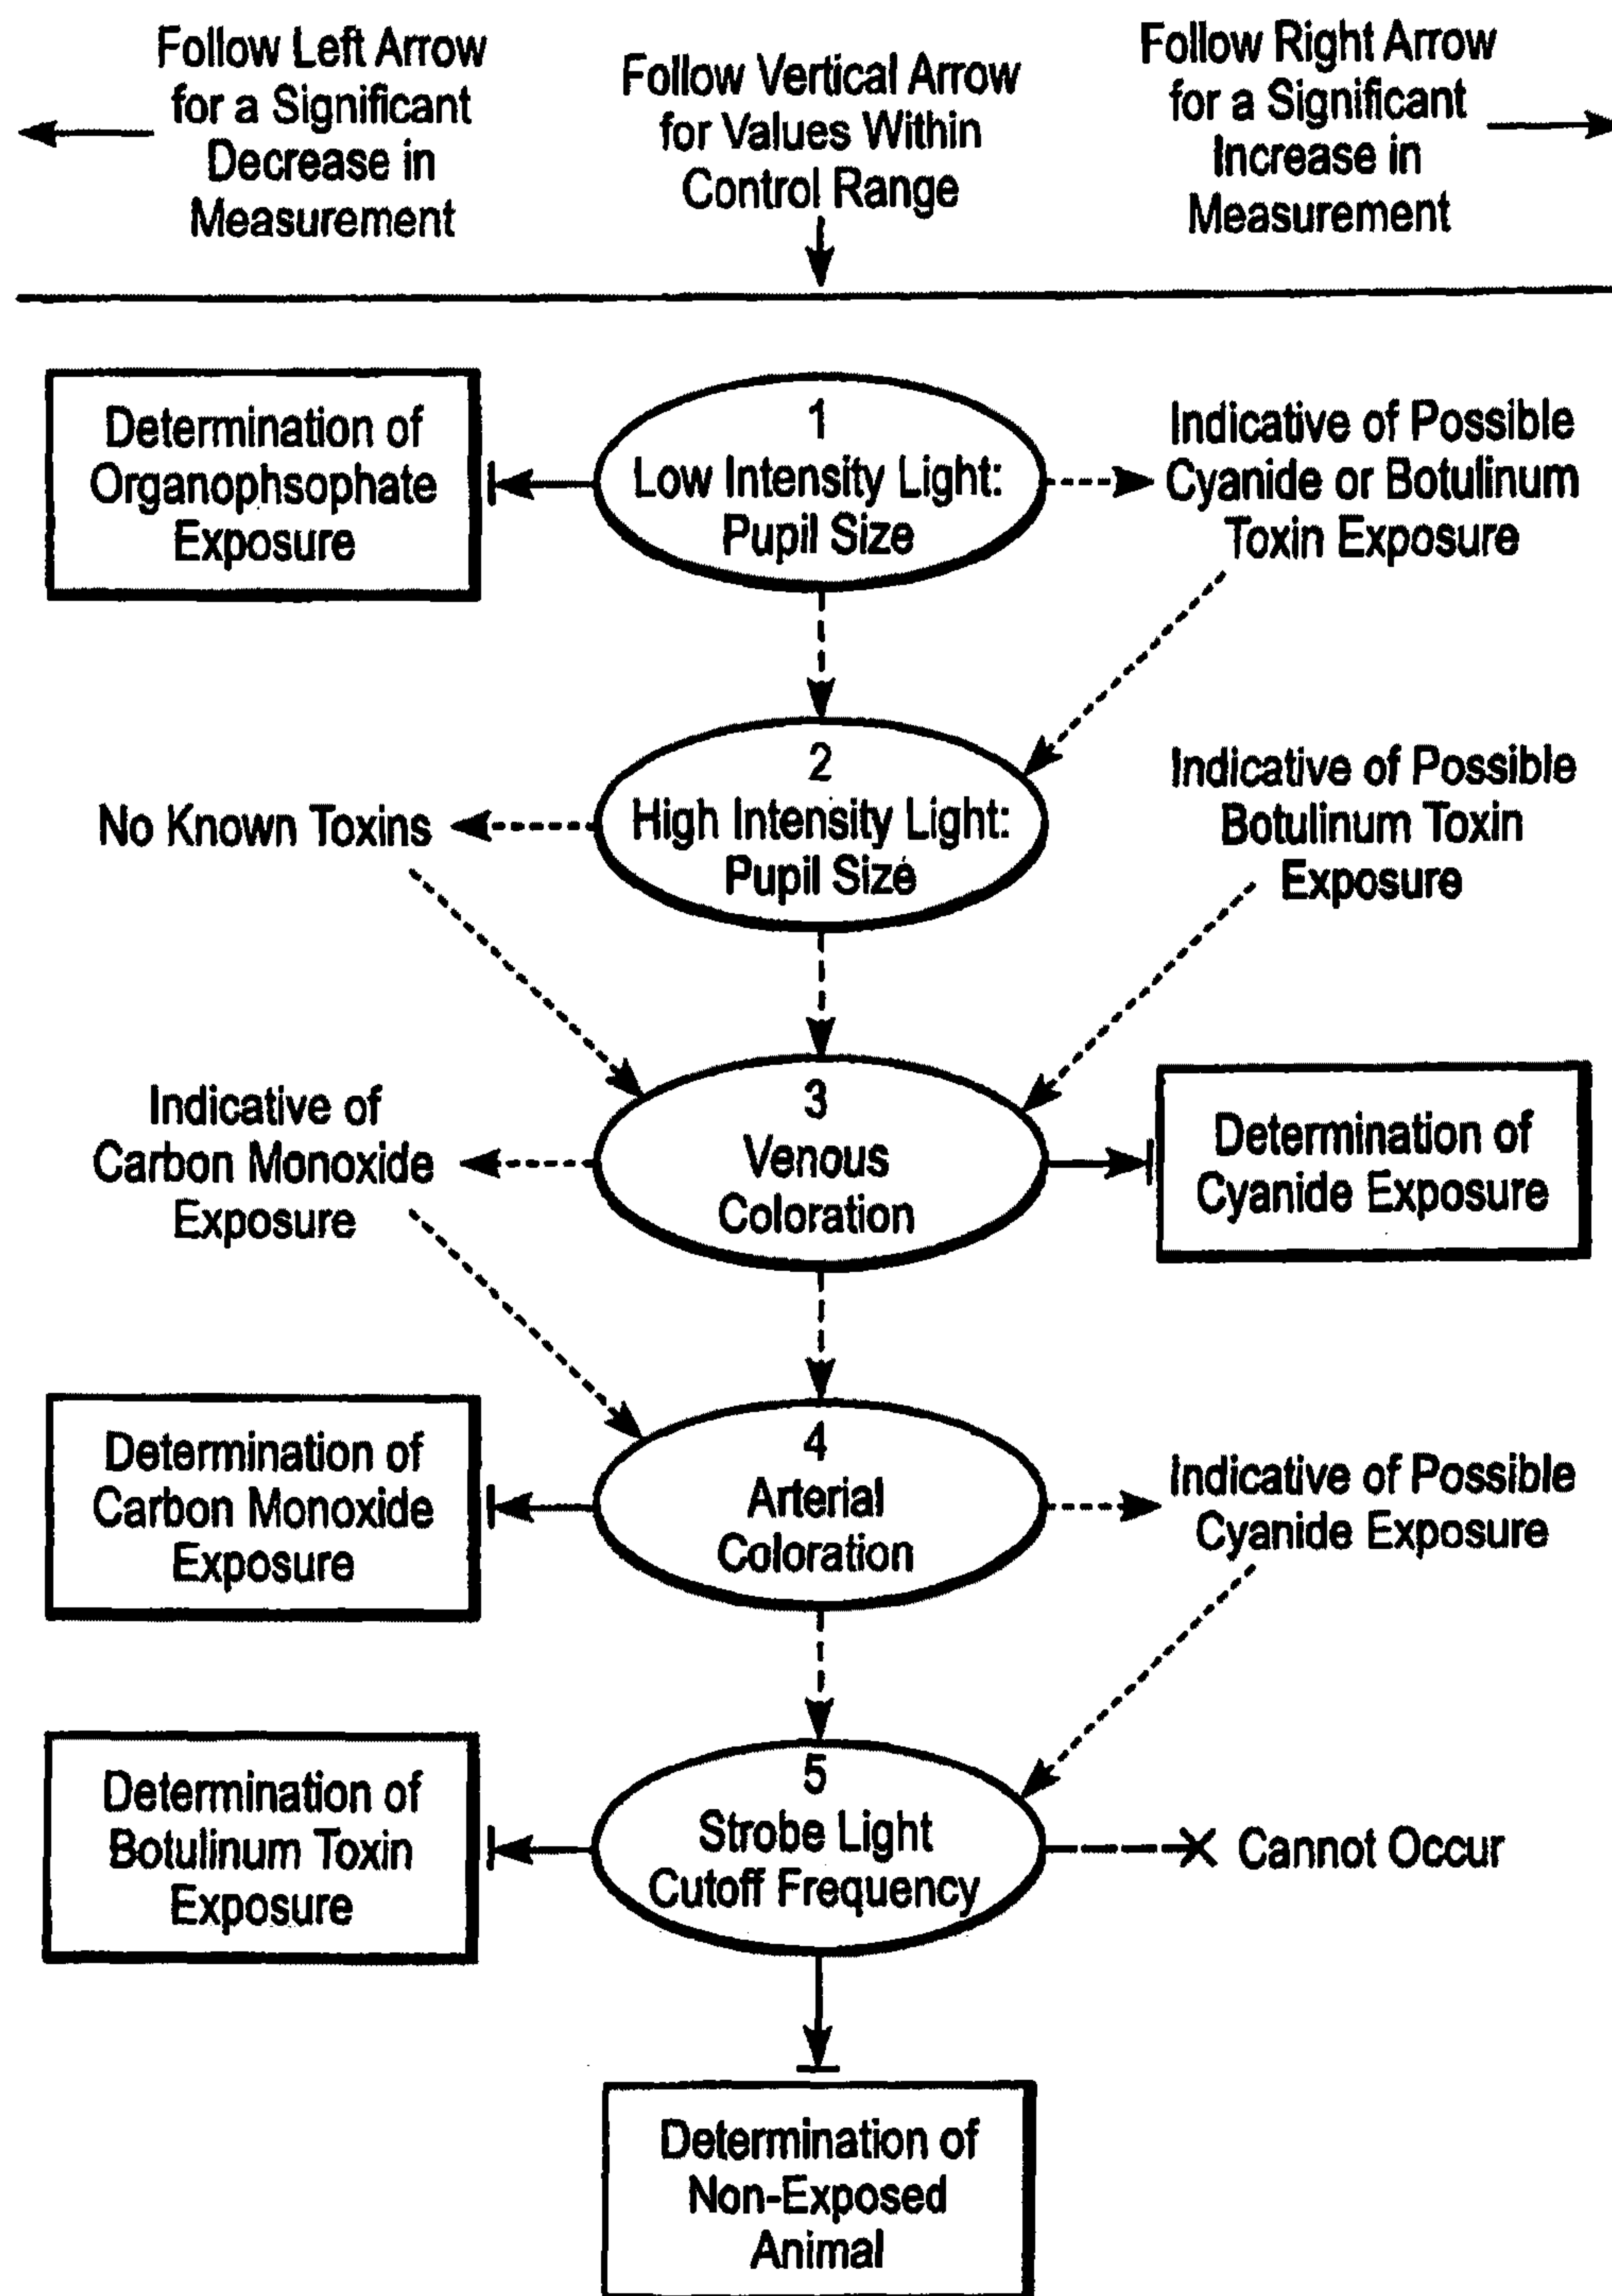 Follow Left Arrow
for a Significant
Decrease in
Measurement
Follow Vertical Arrow
for Values Within
Control Range
Follow Right Arrow
for a Significant
Increase in
Measurement
Determination of
Organophsophate
Exposure
1
Low Intensity Light:
Pupil Size
Indicative of Possible
Cyanide or Botulinum
Toxin Exposure
No Known Toxins
2
High Intensity Light:
Pupil Size
Indicative of Possible
Botulinum Toxin
Exposure
Indicative of
Carbon Monoxide
Exposure
3
Venous
Coloration
Determination of
Cyanide Exposure
Determination of
Carbon Monoxide
Exposure
4
Arterial
Coloration
Indicative of Possible
Cyanide Exposure
Determination of
Botulinum Toxin
Exposure
5
Strobe Light
Cutoff Frequency
Cannot Occur
Determination of
Non-Exposed
Animal